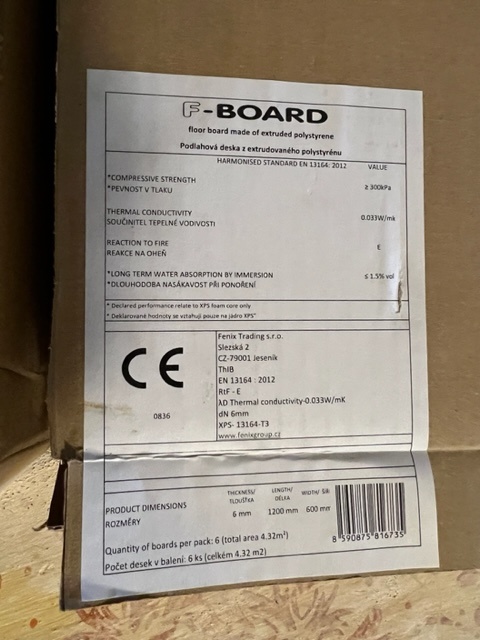 F-BOARD
floor board made of extruded polystyrene
Podlahová deska z extrudovaného polystyrénu
HARMONISED STANDARD EN 13164: 2012 VALUE
*COMPRESSIVE STRENGTH
*PEVNOST V TLAKU ≥ 300kPa
THERMAL CONDUCTIVITY
SOUČINITEL TEPELNÉ VODIVOSTI 0.033W/mk
REACTION TO FIRE
REAKCE NA OHEŇ E
*LONG TERM WATER ABSORPTION BY IMMERSION ≤ 1.5% vol
*DLOUHODOBA NASÁKAVOST PŘI PONOŘENÍ
* Declared performance relate to XPS foam core only
* Deklarované hodnoty se vztahují pouze na jádro XPS"
CE
0836
Fenix Trading s.r.o.
Slezská 2
CZ-79001 Jesenik
ThIB
EN 13164 : 2012
RtF - E
λD Thermal conductivity-0.033W/mK
dN 6mm
XPS- 13164-T3
www.fenixgroup.cz
PRODUCT DIMENSIONS
ROZMĚRY
THICKNESS/ LENGTH/ WIDTH/ ŠÍŘ.
TLOUŠŤKA DÉLKA
6 mm 1200 mm 600 mm
Quantity of boards per pack: 6 (total area 4.32m²)
Počet desek v balení: 6 ks (celkém 4.32 m2)
8 590875 816735